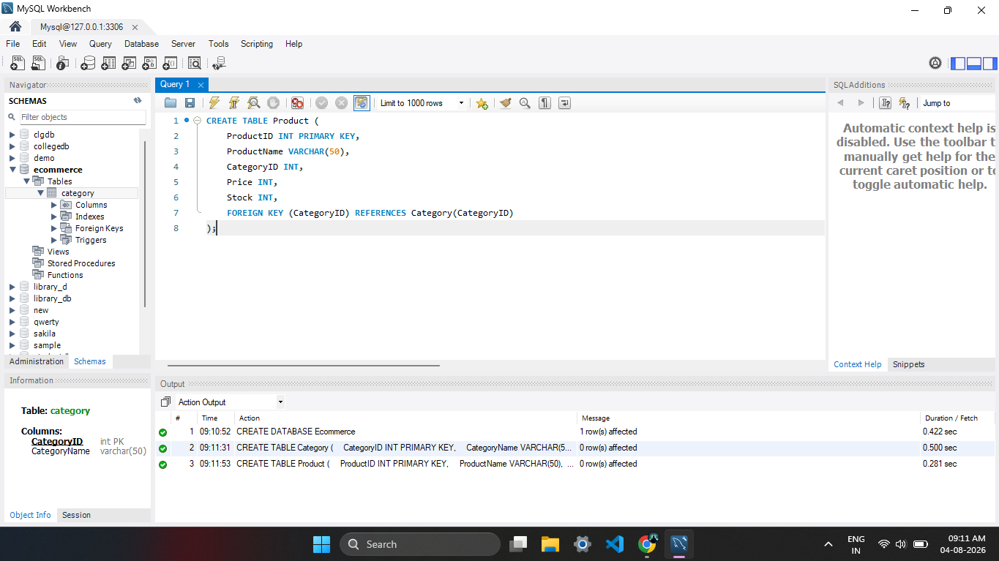 MySQL Workbench
Mysql@127.0.0.1:3306
File Edit View Query Database Server Tools Scripting Help
Navigator
SCHEMAS
Filter objects
clgdb
collegedb
demo
ecommerce
Tables
category
Columns
Indexes
Foreign Keys
Triggers
Views
Stored Procedures
Functions
library_d
library_db
new
qwerty
sakila
sample
Administration Schemas
Information
Table: category
Columns:
CategoryID int PK
CategoryName varchar(50)
Object Info Session
Query 1
Limit to 1000 rows
1 CREATE TABLE Product (
2 ProductID INT PRIMARY KEY,
3 ProductName VARCHAR(50),
4 CategoryID INT,
5 Price INT,
6 Stock INT,
7 FOREIGN KEY (CategoryID) REFERENCES Category(CategoryID)
8 );
SQLAdditions
Jump to
Automatic context help is
disabled. Use the toolbar t
manually get help for the
current caret position or to
toggle automatic help.
Context Help Snippets
Output
Action Output
# Time Action Message Duration / Fetch
1 09:10:52 CREATE DATABASE Ecommerce 1 row(s) affected 0.422 sec
2 09:11:31 CREATE TABLE Category ( CategoryID INT PRIMARY KEY, CategoryName VARCHAR(5... 0 row(s) affected 0.500 sec
3 09:11:53 CREATE TABLE Product ( ProductID INT PRIMARY KEY, ProductName VARCHAR(50), ... 0 row(s) affected 0.281 sec
Search
ENG
IN
09:11 AM
04-08-2026